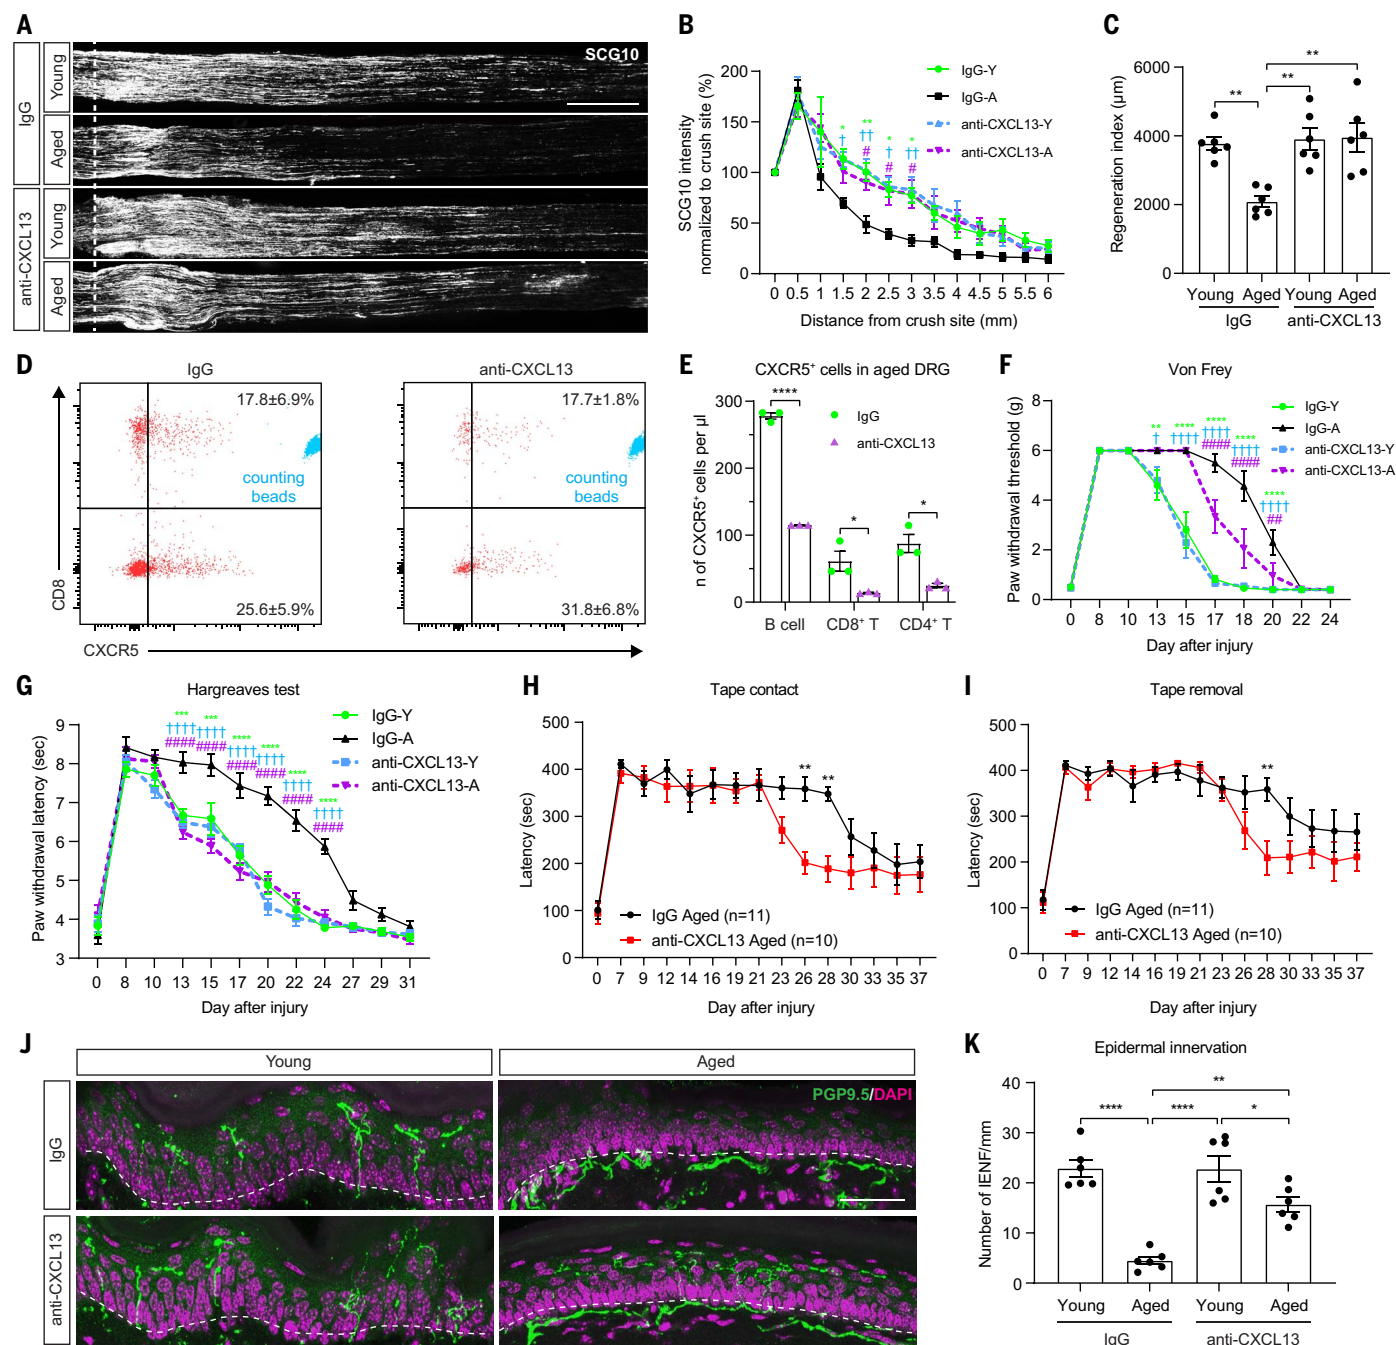 A
IgG
Young
Aged
anti-CXCL13
Young
Aged
SCG10
B
SCG10 intensity
normalized to crush site (%)
200
150
100
50
0
IgG-Y
IgG-A
anti-CXCL13-Y
anti-CXCL13-A
* ** * *
† †† † ††
# # #
0 0.5 1 1.5 2 2.5 3 3.5 4 4.5 5 5.5 6
Distance from crush site (mm)
C
Regeneration index (µm)
6000
4000
2000
0
**
**
**
Young Aged Young Aged
IgG anti-CXCL13
D
IgG
anti-CXCL13
17.8±6.9%
17.7±1.8%
counting
beads
counting
beads
25.6±5.9%
31.8±6.8%
CD8
CXCR5
E
CXCR5+ cells in aged DRG
n of CXCR5+ cells per µl
300
200
100
0
****
*
*
IgG
anti-CXCL13
B cell CD8+ T CD4+ T
F
Von Frey
Paw withdrawal threshold (g)
8
6
4
2
0
IgG-Y
IgG-A
anti-CXCL13-Y
anti-CXCL13-A
** **** **** **** ****
† †††† †††† †††† ††††
#### #### ##
0 8 10 13 15 17 18 20 22 24
Day after injury
G
Hargreaves test
Paw withdrawal latency (sec)
9
8
7
6
5
4
3
*** *** **** **** **** ****
†††† †††† †††† †††† †††† ††††
#### #### #### #### #### ####
IgG-Y
IgG-A
anti-CXCL13-Y
anti-CXCL13-A
0 8 10 13 15 17 20 22 24 27 29 31
Day after injury
H
Tape contact
Latency (sec)
500
400
300
200
100
0
** **
IgG Aged (n=11)
anti-CXCL13 Aged (n=10)
0 7 9 12 14 16 19 21 23 26 28 30 33 35 37
Day after injury
I
Tape removal
Latency (sec)
500
400
300
200
100
0
**
IgG Aged (n=11)
anti-CXCL13 Aged (n=10)
0 7 9 12 14 16 19 21 23 26 28 30 33 35 37
Day after injury
J
Young
Aged
IgG
anti-CXCL13
PGP9.5/DAPI
K
Epidermal innervation
Number of IENF/mm
40
30
20
10
0
**
**** **** *
Young Aged Young Aged
IgG anti-CXCL13